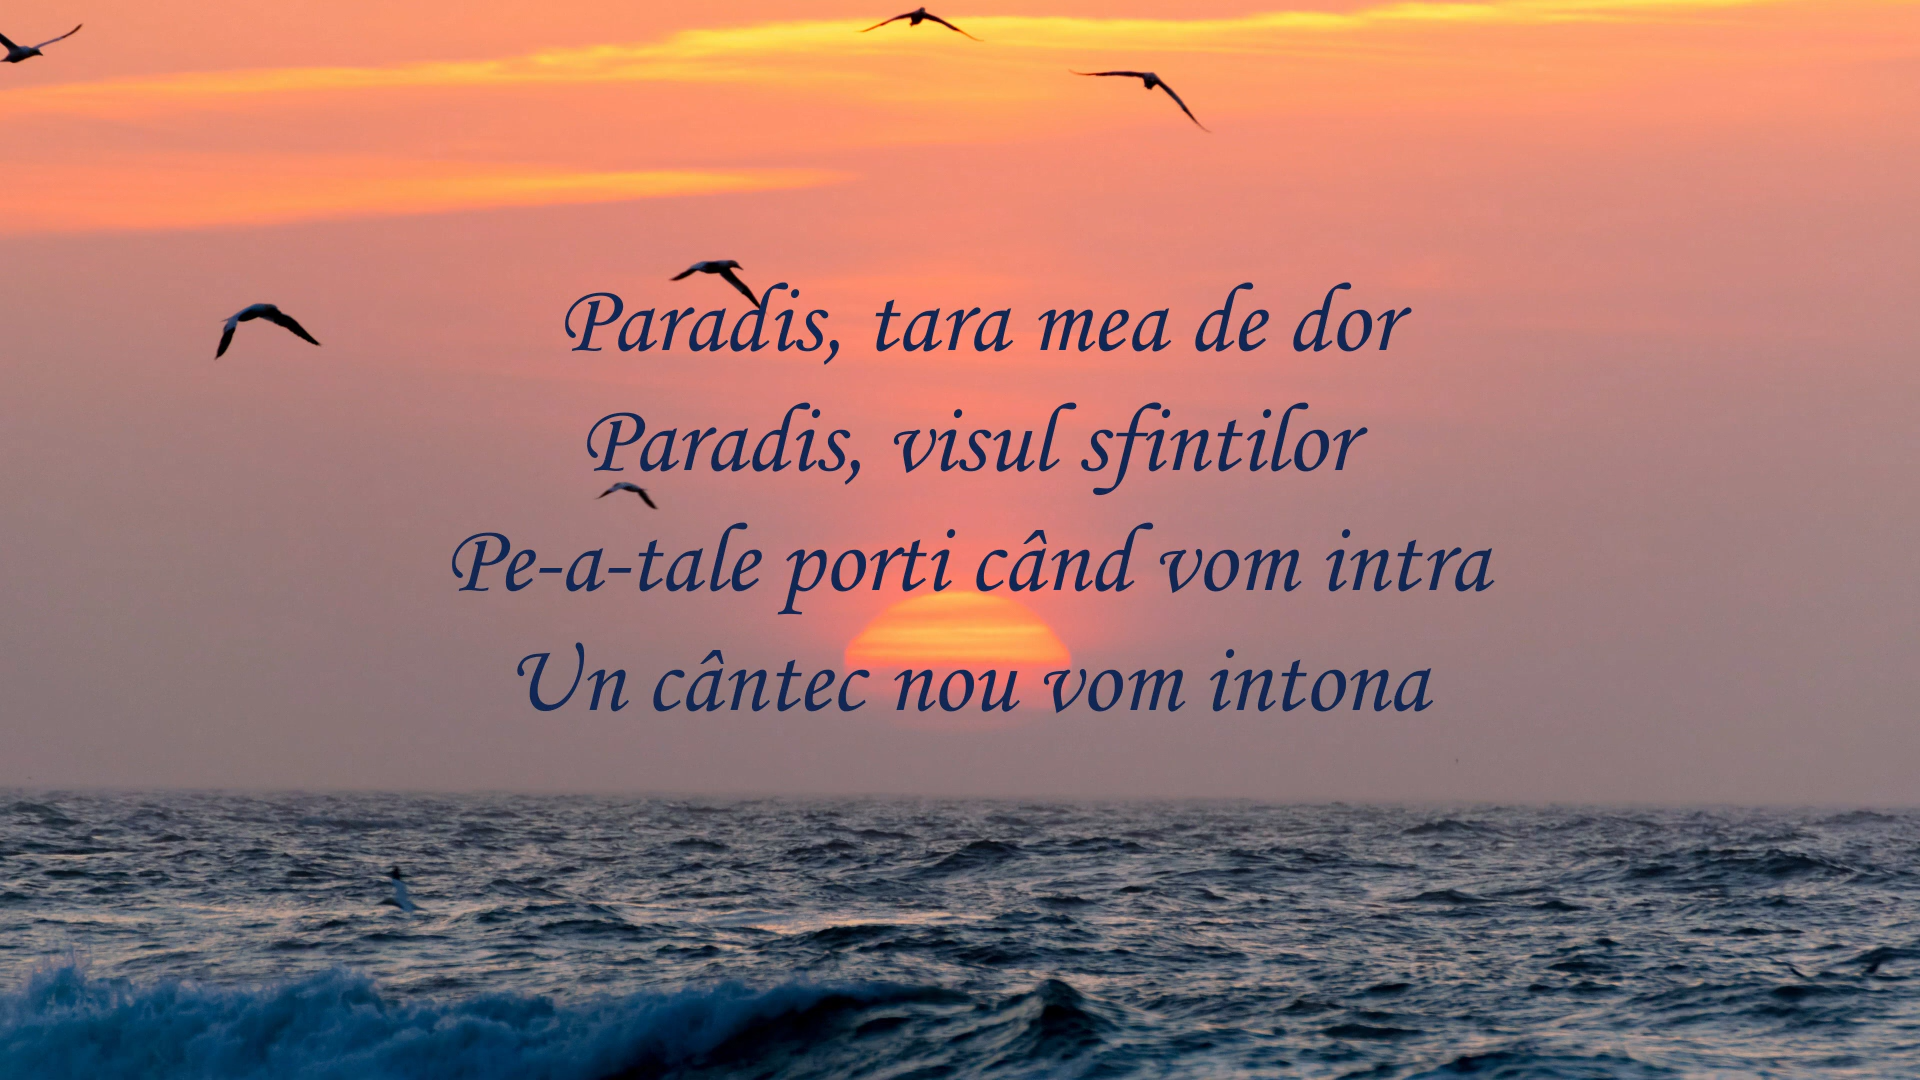 Paradis, tara mea de dor
Paradis, visul sfintilor
Pe-a-tale porti când vom intra
Un cântec nou vom intona